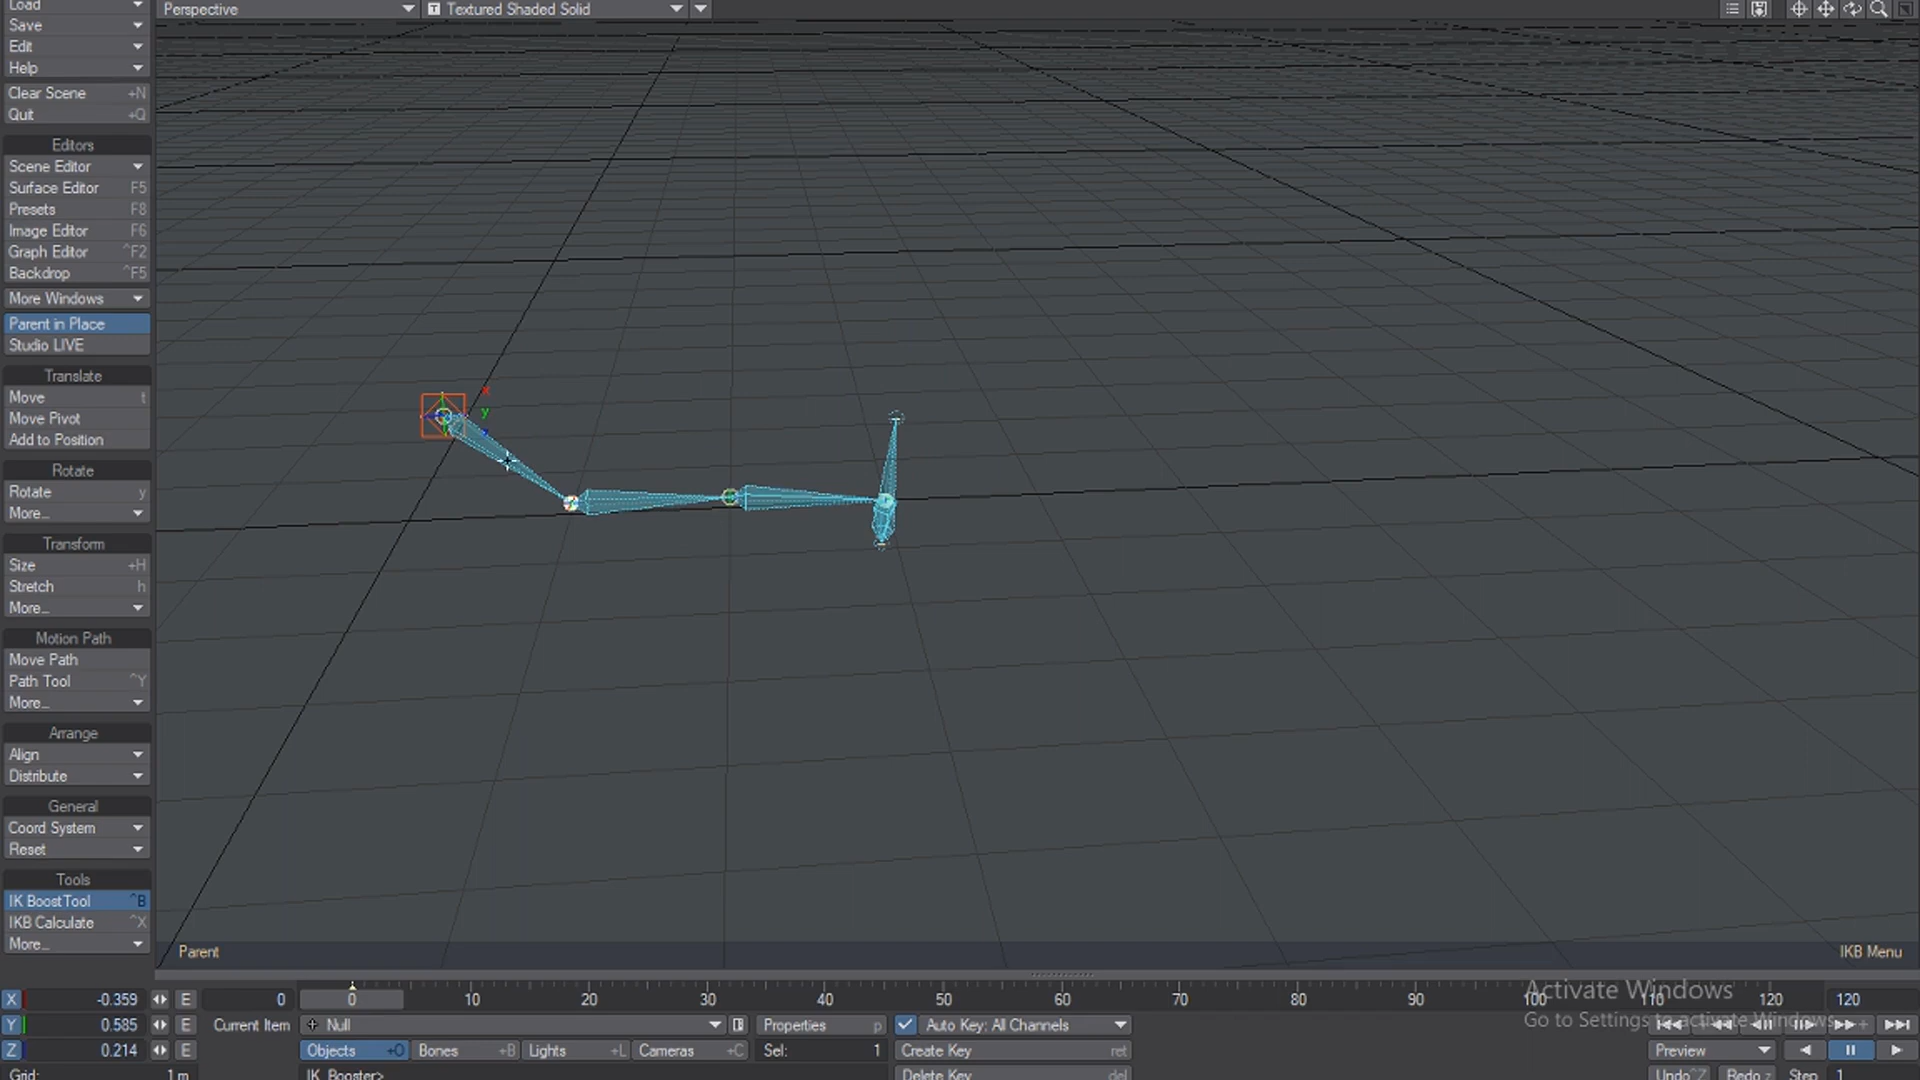 Load
Perspective
T Textured Shaded Solid
Save
Edit
Help
Clear Scene +N
Quit +Q
Editors
Scene Editor
Surface Editor F5
Presets F8
Image Editor F6
Graph Editor ^F2
Backdrop ^F5
More Windows
Parent in Place
Studio LIVE
Translate
Move t
Move Pivot
Add to Position
Rotate
Rotate y
More...
Transform
Size +H
Stretch h
More...
Motion Path
Move Path
Path Tool ^Y
More...
Arrange
Align
Distribute
General
Coord System
Reset
Tools
IK BoostTool ^B
IKB Calculate ^X
More...
x
y
Parent
IKB Menu
X -0.359 E
0
0 10 20 30 40 50 60 70 80 90 100 110 120
120
Y 0.585 E
Current Item
Null
Properties p
Auto Key: All Channels
Z 0.214 E
Objects +O
Bones +B
Lights +L
Cameras +C
Sel: 1
Create Key ret
Preview
Grid: 1 m
IK_Booster>
Delete Key del
Undo ^Z
Redo z
Step 1
Activate Windows
Go to Settings to activate Windows.